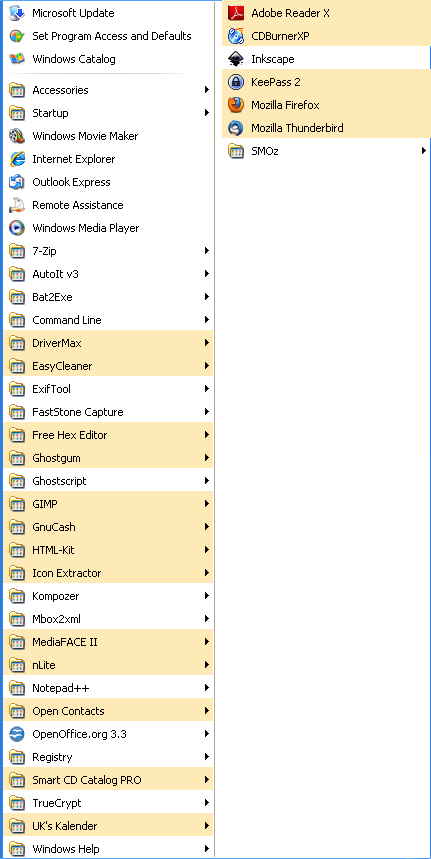 Microsoft Update
Set Program Access and Defaults
Windows Catalog
Accessories
Startup
Windows Movie Maker
Internet Explorer
Outlook Express
Remote Assistance
Windows Media Player
7-Zip
AutoIt v3
Bat2Exe
Command Line
DriverMax
EasyCleaner
ExifTool
FastStone Capture
Free Hex Editor
Ghostgum
Ghostscript
GIMP
GnuCash
HTML-Kit
Icon Extractor
Kompozer
Mbox2xml
MediaFACE II
nLite
Notepad++
Open Contacts
OpenOffice.org 3.3
Registry
Smart CD Catalog PRO
TrueCrypt
UK's Kalender
Windows Help
Adobe Reader X
CDBurnerXP
Inkscape
KeePass 2
Mozilla Firefox
Mozilla Thunderbird
SMOz